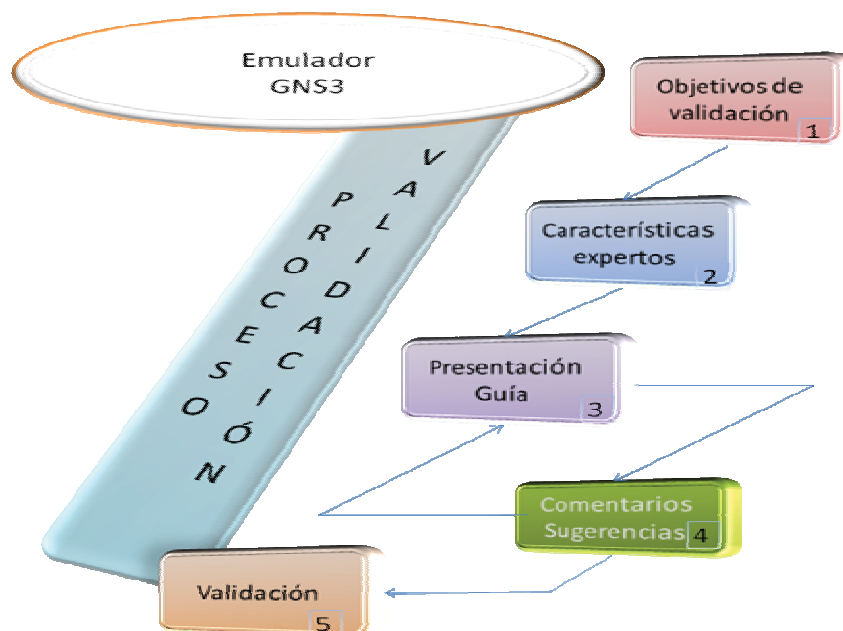 Emulador
GNS3
Objetivos de
validación
1
Características
expertos
2
PROCESO
VALIDACIÓN
Presentación
Guía
3
Comentarios
Sugerencias 4
Validación
5